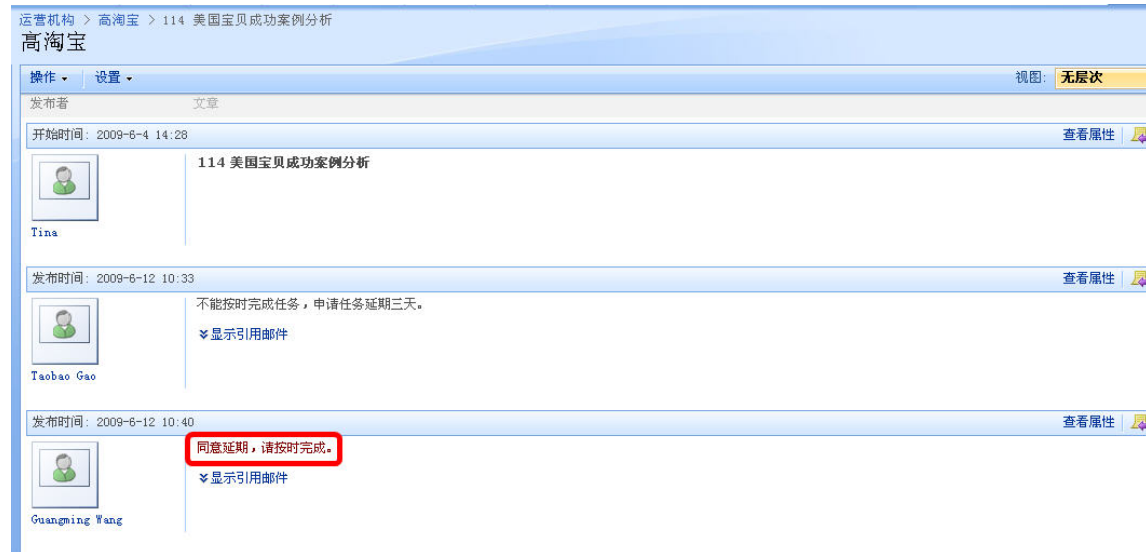 运营机构 > 高淘宝 > 114 美国宝贝成功案例分析
高淘宝
操作 设置 视图: 无层次
发布者 文章
开始时间: 2009-6-4 14:28 查看属性
114 美国宝贝成功案例分析
Tina
发布时间: 2009-6-12 10:33 查看属性
不能按时完成任务，申请任务延期三天。
显示引用邮件
Taobao Gao
发布时间: 2009-6-12 10:40 查看属性
同意延期，请按时完成。
显示引用邮件
Guangming Wang